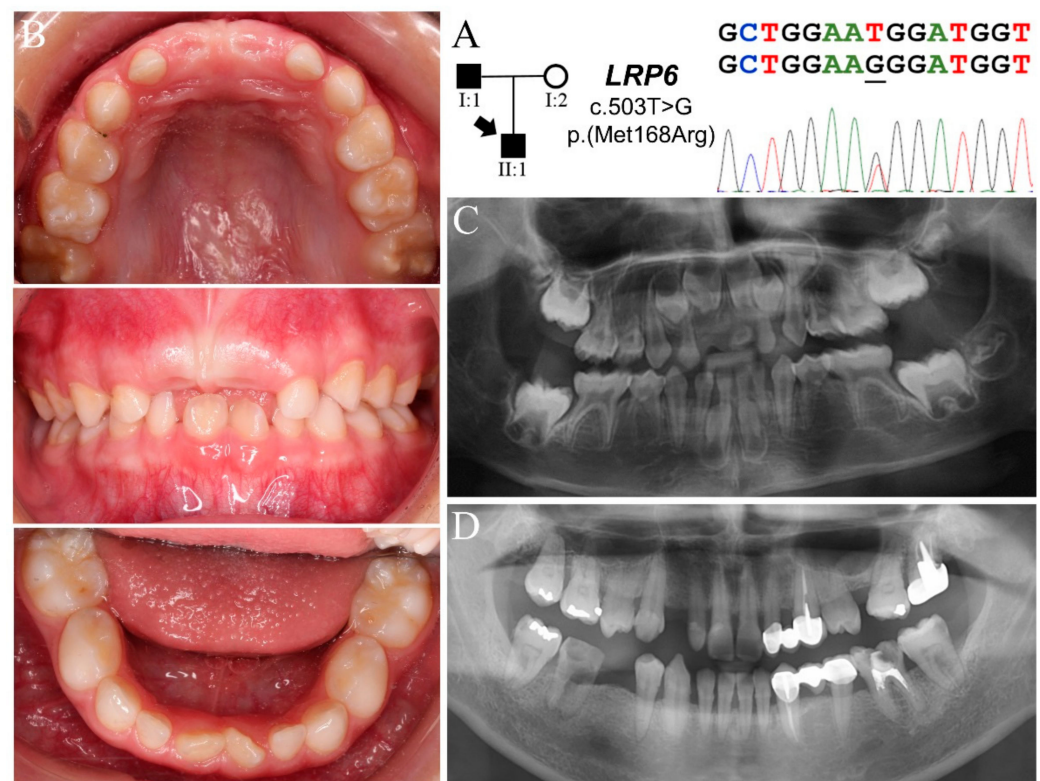 B
A
I:1
I:2
II:1
LRP6
c.503T>G
p.(Met168Arg)
GCTGGAATGGATGGT
GCTGGAAGGGATGGT
C
D